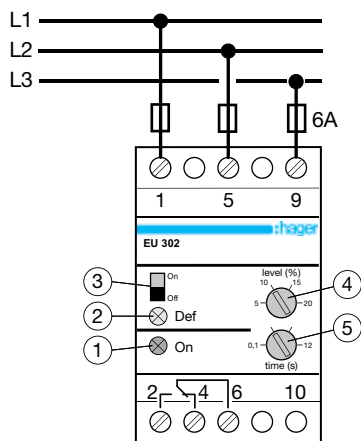 L1
L2
L3
6A
1 5 9
:hager
EU 302
3
On
Off
level (%)
10 15
5 20
4
2
Def
1
On
0,1 12
time (s)
5
2 4 6 10